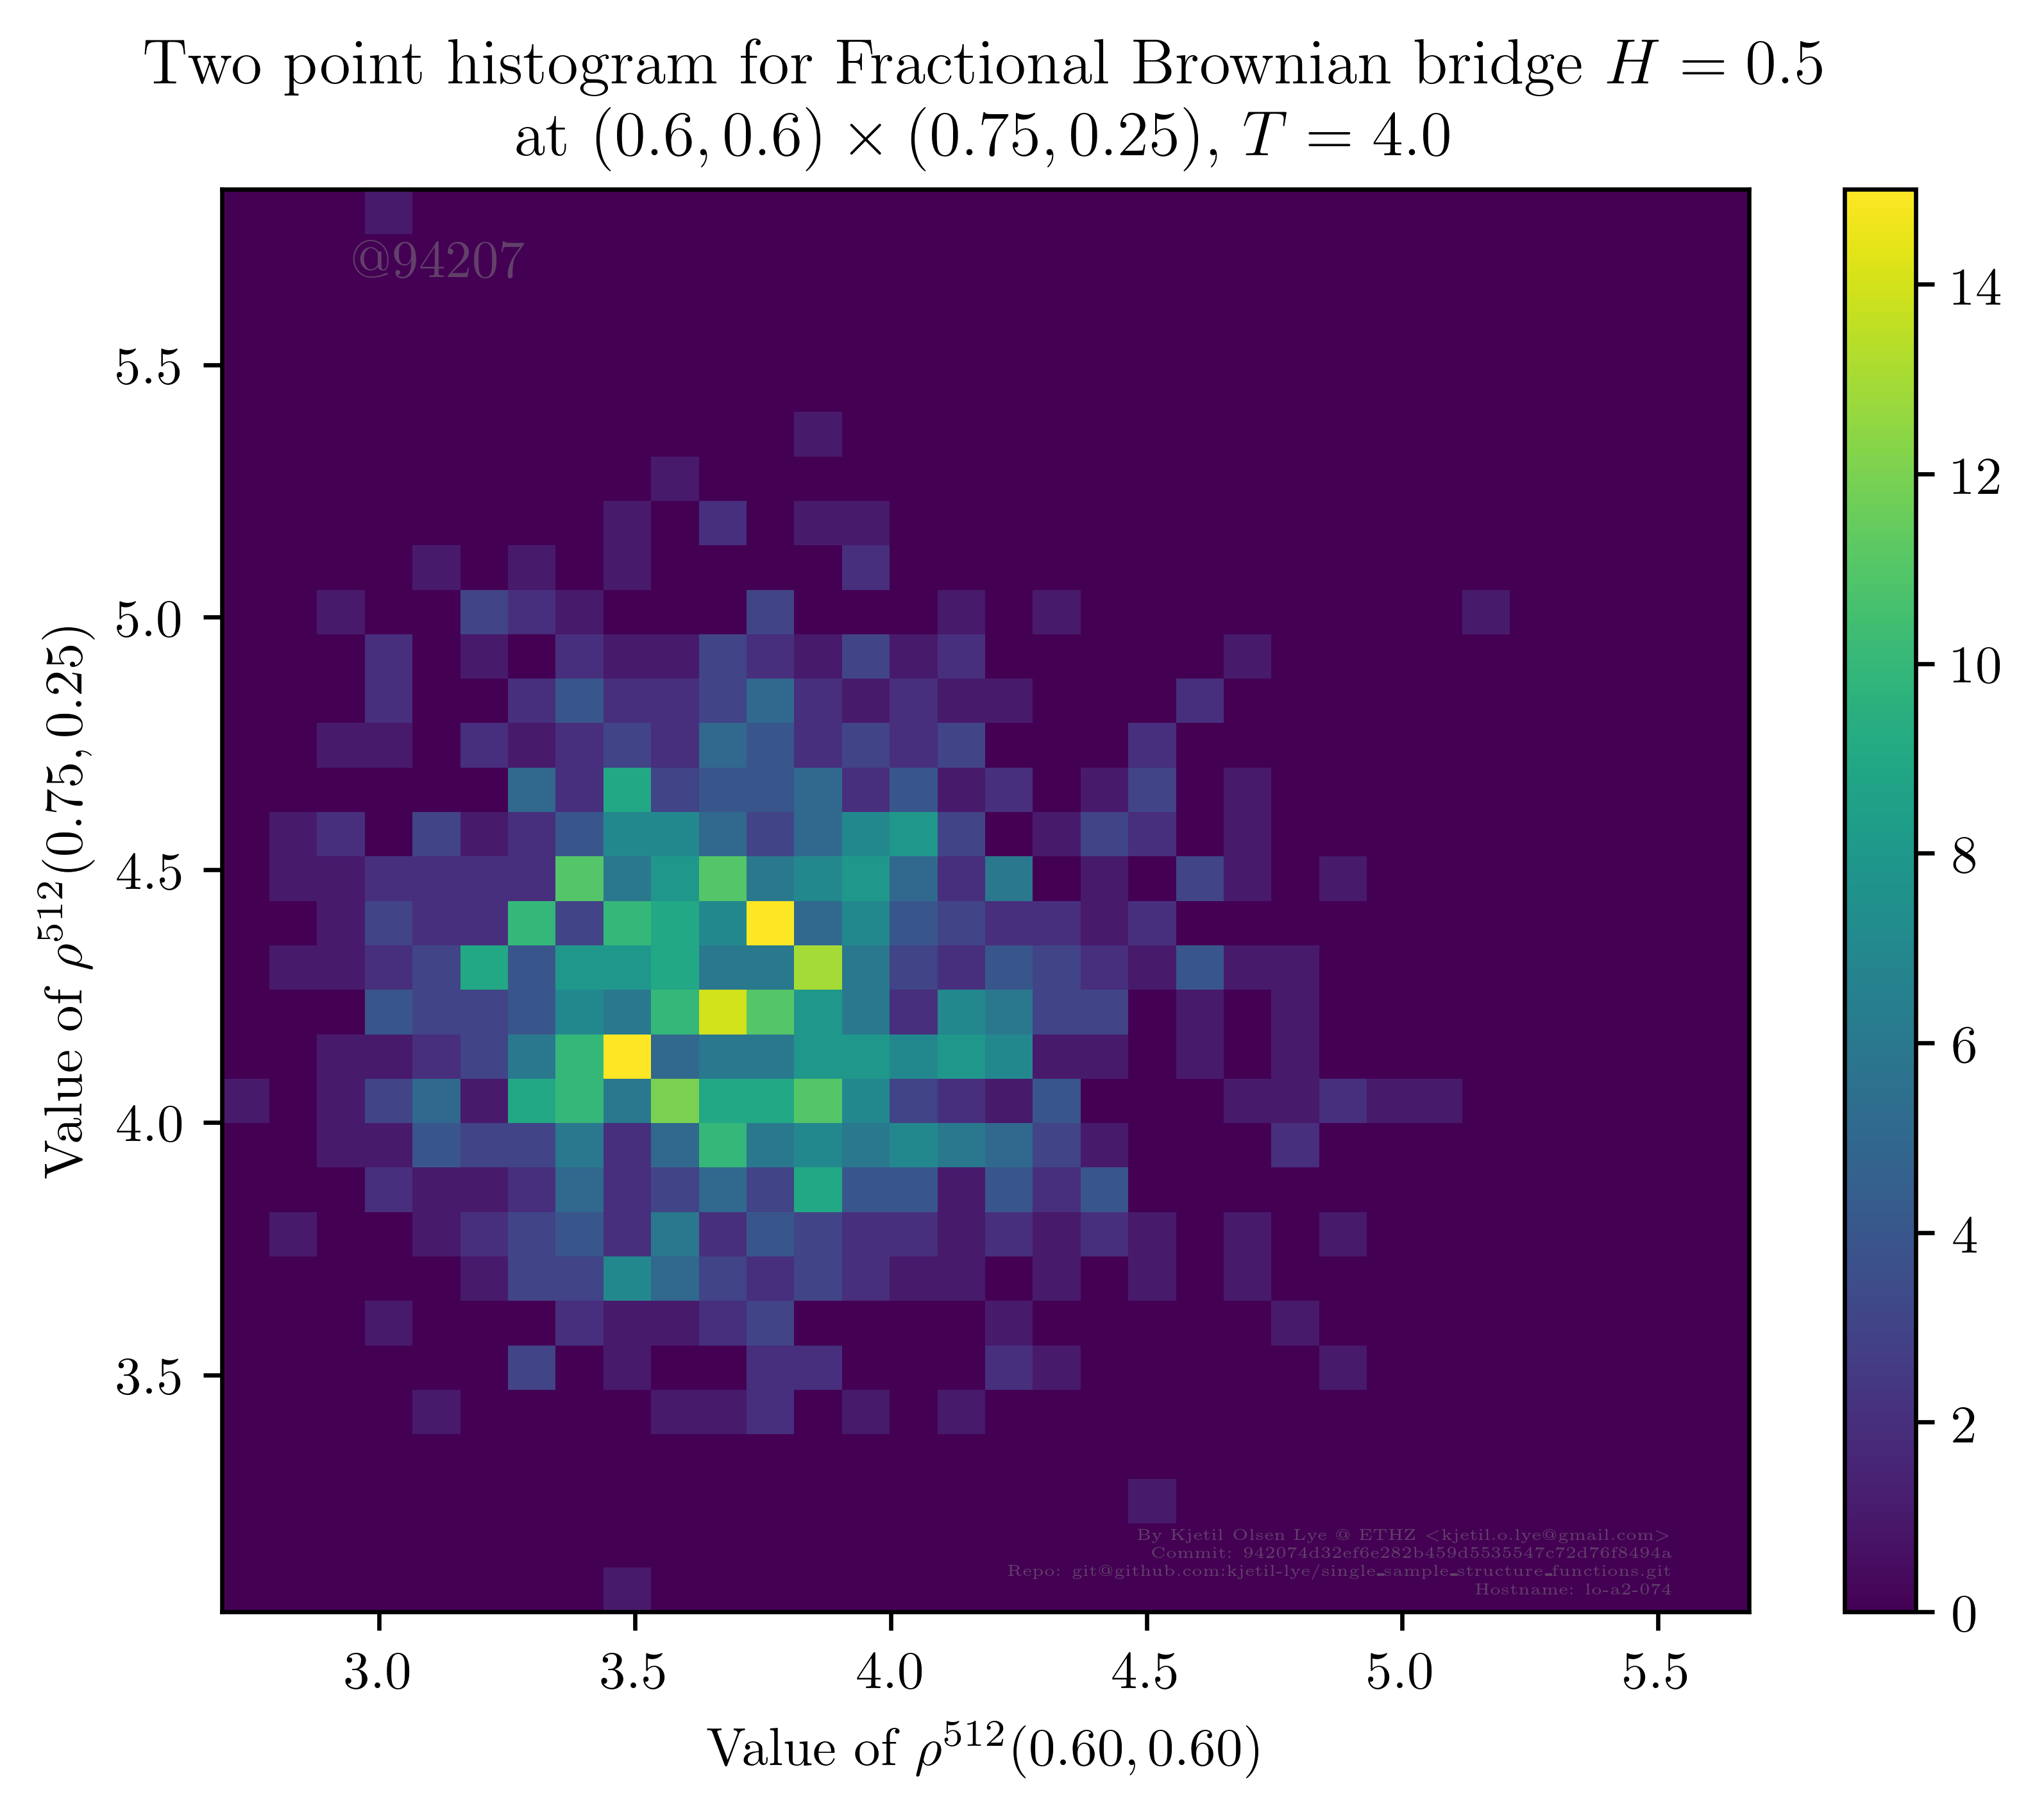 Two point histogram for Fractional Brownian bridge H = 0.5
at (0.6, 0.6) × (0.75, 0.25), T = 4.0
@94207
14
12
10
8
6
4
2
0
5.5
5.0
4.5
4.0
3.5
Value of ρ^512(0.75, 0.25)
By Kjetil Olsen Lye @ ETHZ <kjetil.o.lye@gmail.com>
Commit: 942074d32ef6e282b459d5535547c72d76f8494a
Repo: git@github.com:kjetil-lye/single_sample_structure_functions.git
Hostname: lo-a2-074
3.0 3.5 4.0 4.5 5.0 5.5
Value of ρ^512(0.60, 0.60)